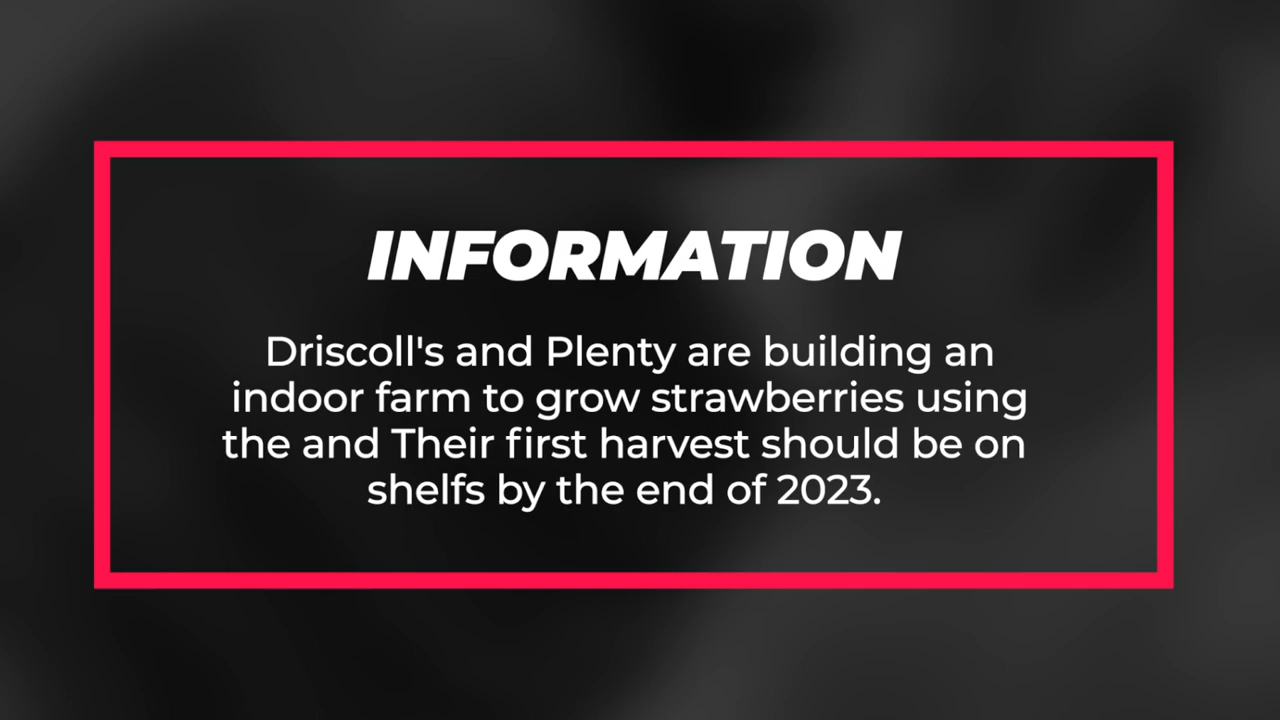 INFORMATION
Driscoll's and Plenty are building an
indoor farm to grow strawberries using
the and Their first harvest should be on
shelfs by the end of 2023.